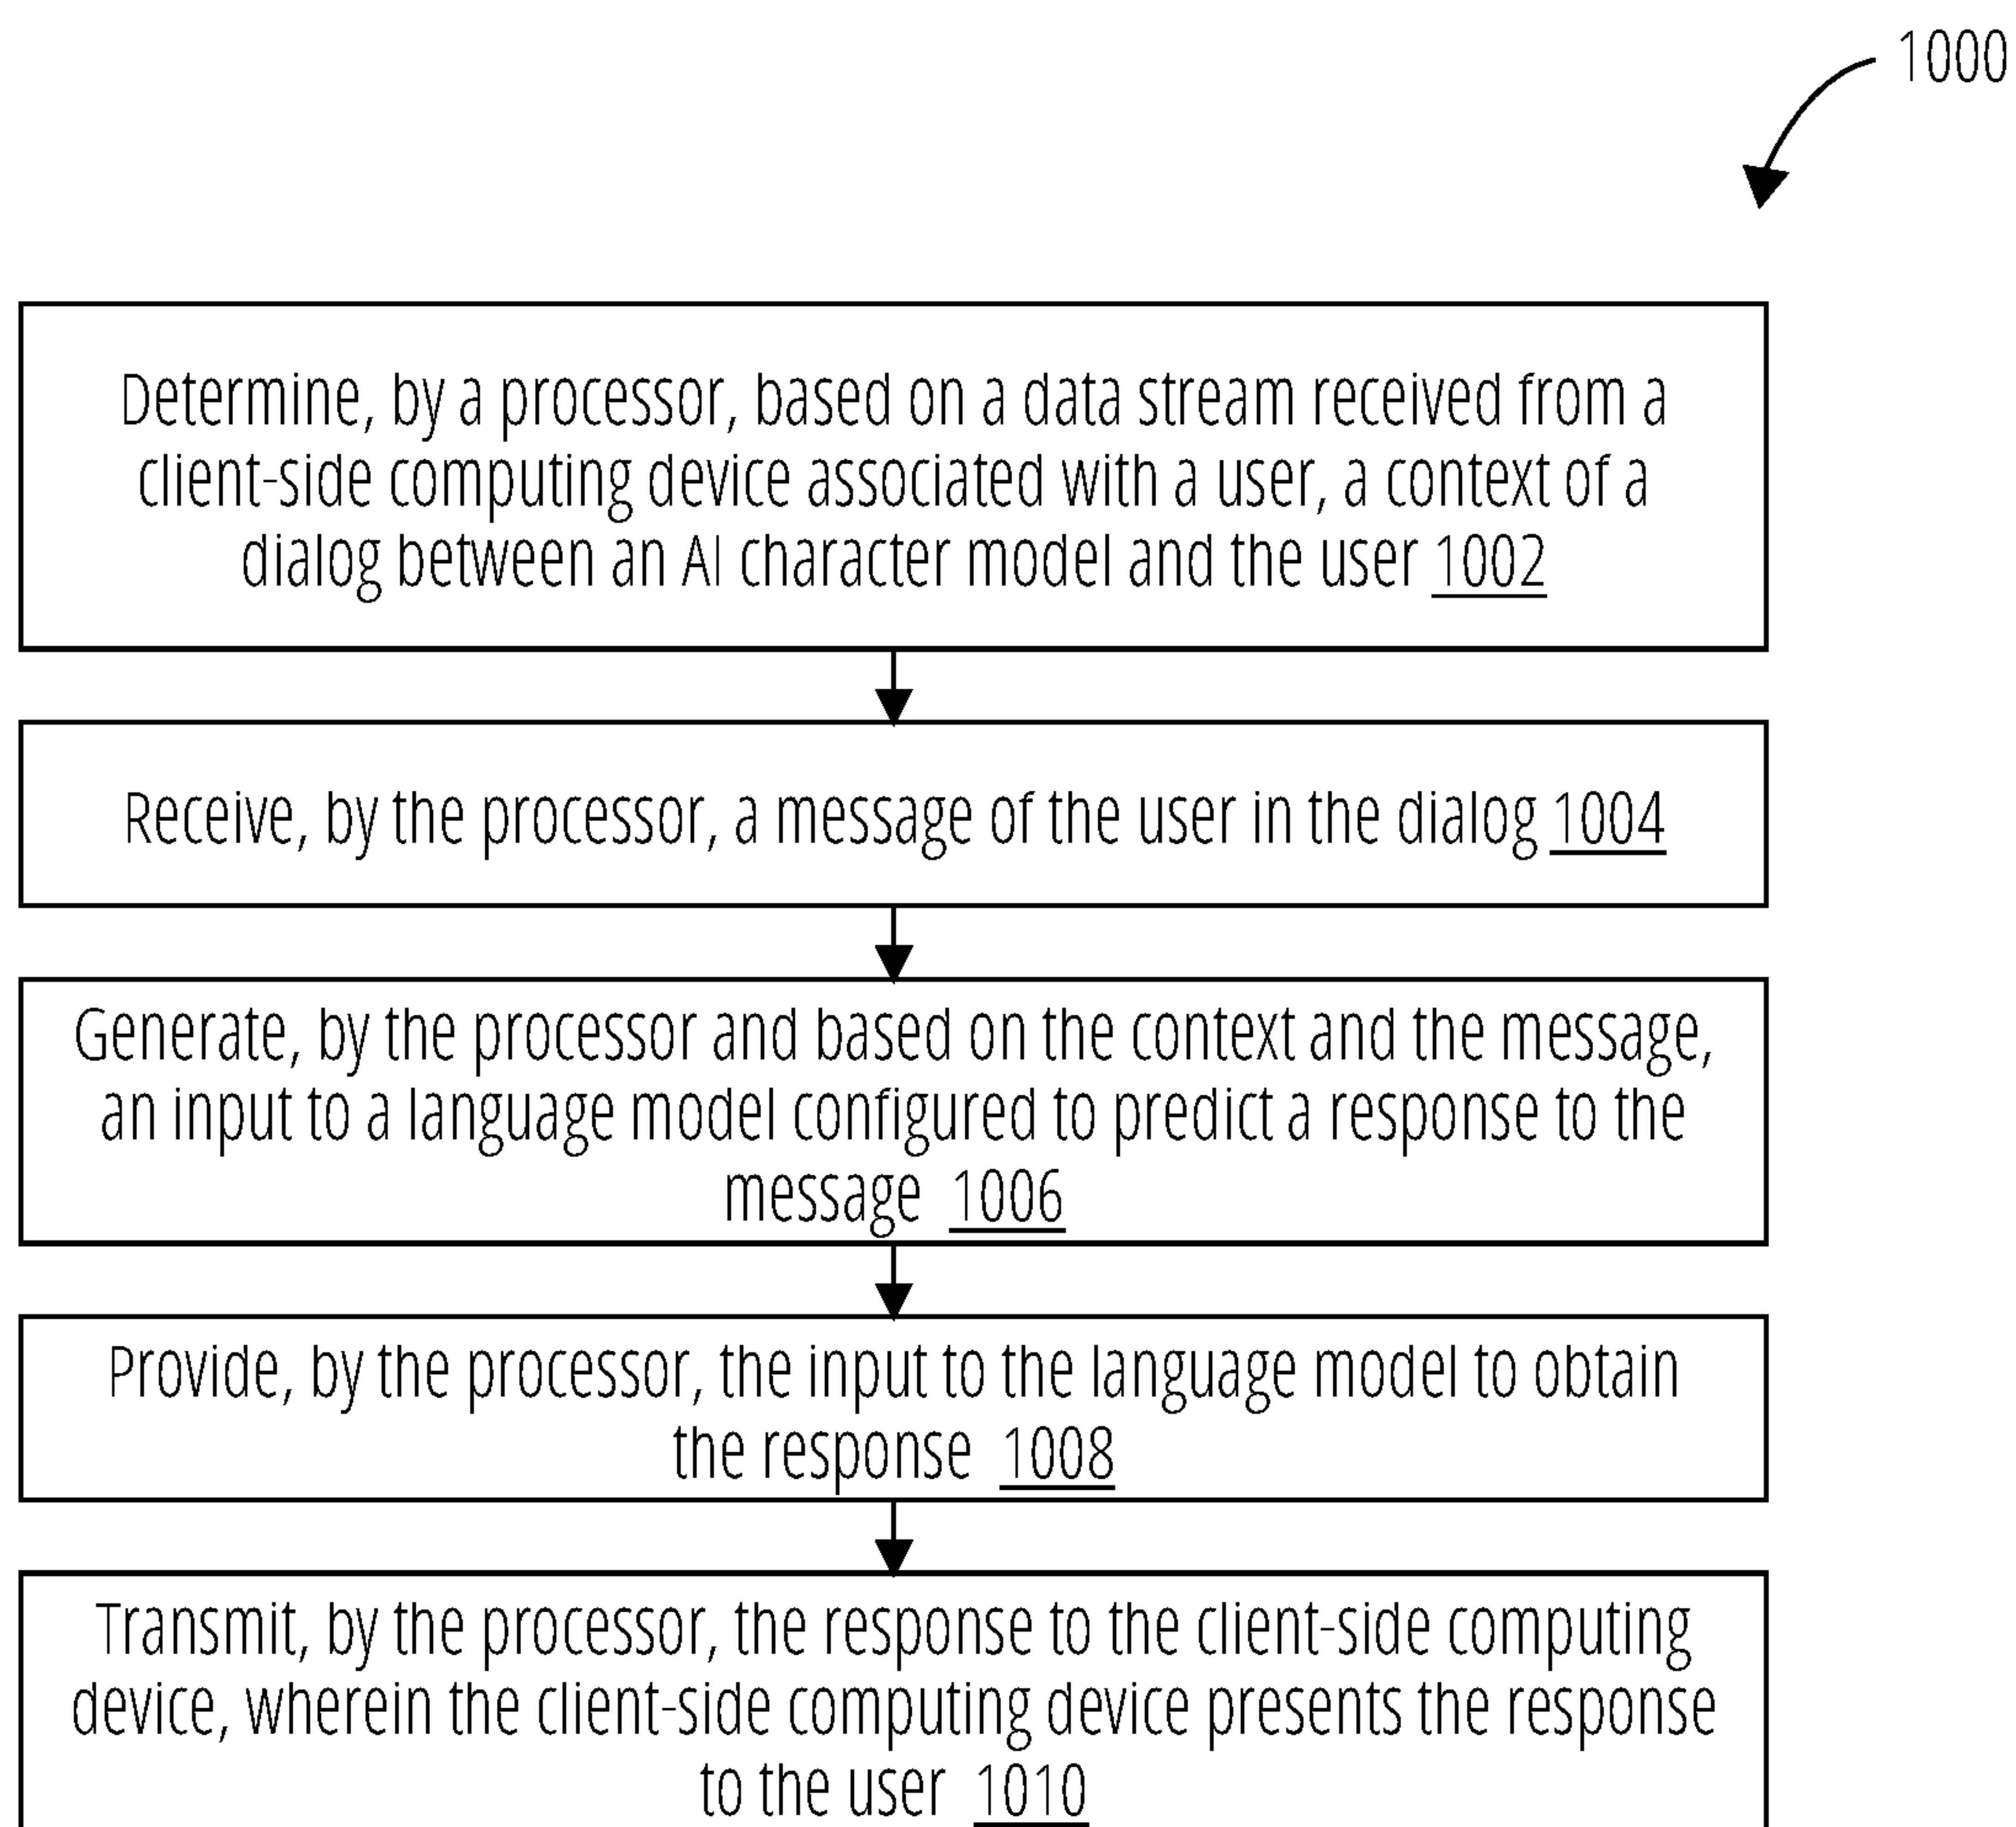 1000
Determine, by a processor, based on a data stream received from a
client-side computing device associated with a user, a context of a
dialog between an AI character model and the user 1002
Receive, by the processor, a message of the user in the dialog 1004
Generate, by the processor and based on the context and the message,
an input to a language model configured to predict a response to the
message 1006
Provide, by the processor, the input to the language model to obtain
the response 1008
Transmit, by the processor, the response to the client-side computing
device, wherein the client-side computing device presents the response
to the user 1010